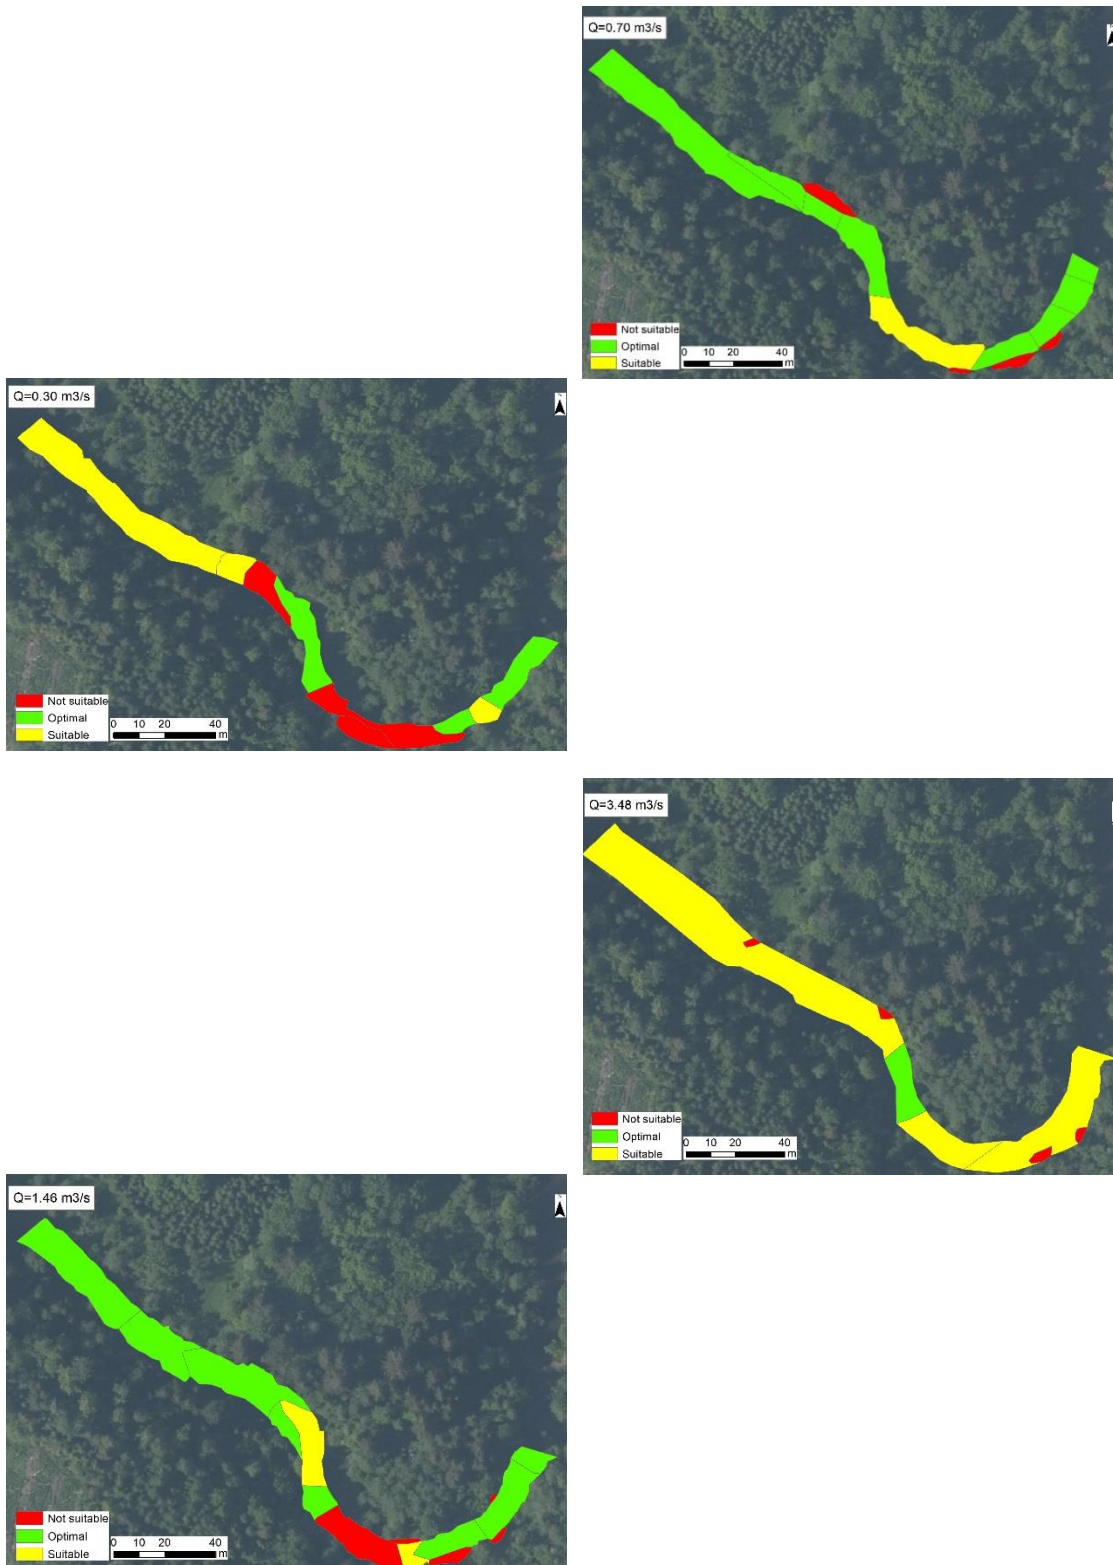 Q=0.70 m3/s
Not suitable
Optimal
Suitable
0 10 20 40
m
Q=0.30 m3/s
Not suitable
Optimal
Suitable
0 10 20 40
m
Q=3.48 m3/s
Not suitable
Optimal
Suitable
0 10 20 40
m
Q=1.46 m3/s
Not suitable
Optimal
Suitable
0 10 20 40
m